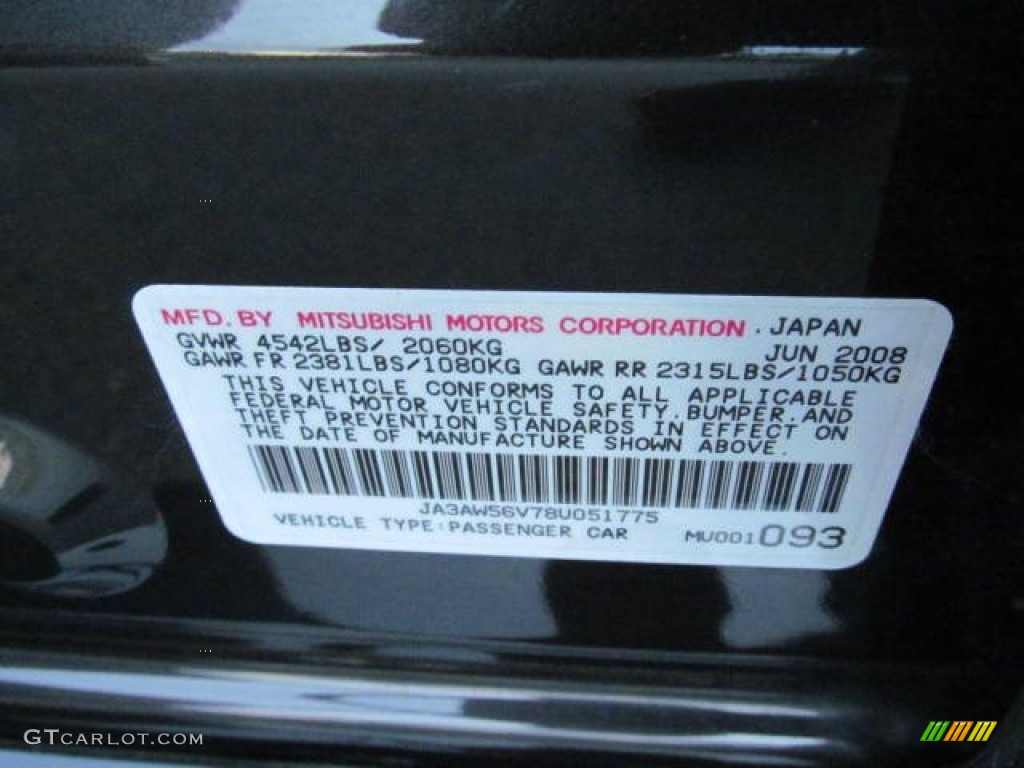 MFD. BY MITSUBISHI MOTORS CORPORATION . JAPAN
GVWR 4542LBS/ 2060KG JUN 2008
GAWR FR 2381LBS/1080KG GAWR RR 2315LBS/1050KG
THIS VEHICLE CONFORMS TO ALL APPLICABLE
FEDERAL MOTOR VEHICLE SAFETY, BUMPER, AND
THEFT PREVENTION STANDARDS IN EFFECT ON
THE DATE OF MANUFACTURE SHOWN ABOVE.
JA3AW56V78U051775
VEHICLE TYPE:PASSENGER CAR MU001 093
GTCARLOT.COM